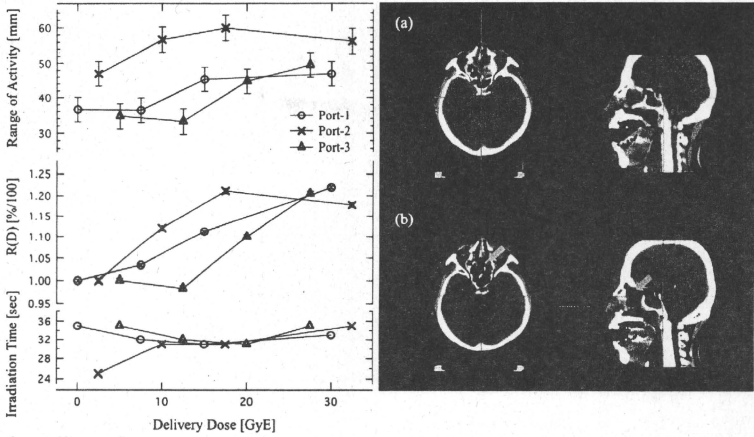 Range of Activity [mm]
60
50
40
30
Port-1
Port-2
Port-3
R(D) [%/100]
1.25
1.20
1.15
1.10
1.05
1.00
0.95
Irradiation Time [sec]
36
32
28
24
0
10
20
30
Delivery Dose [GyE]
(a)
(b)